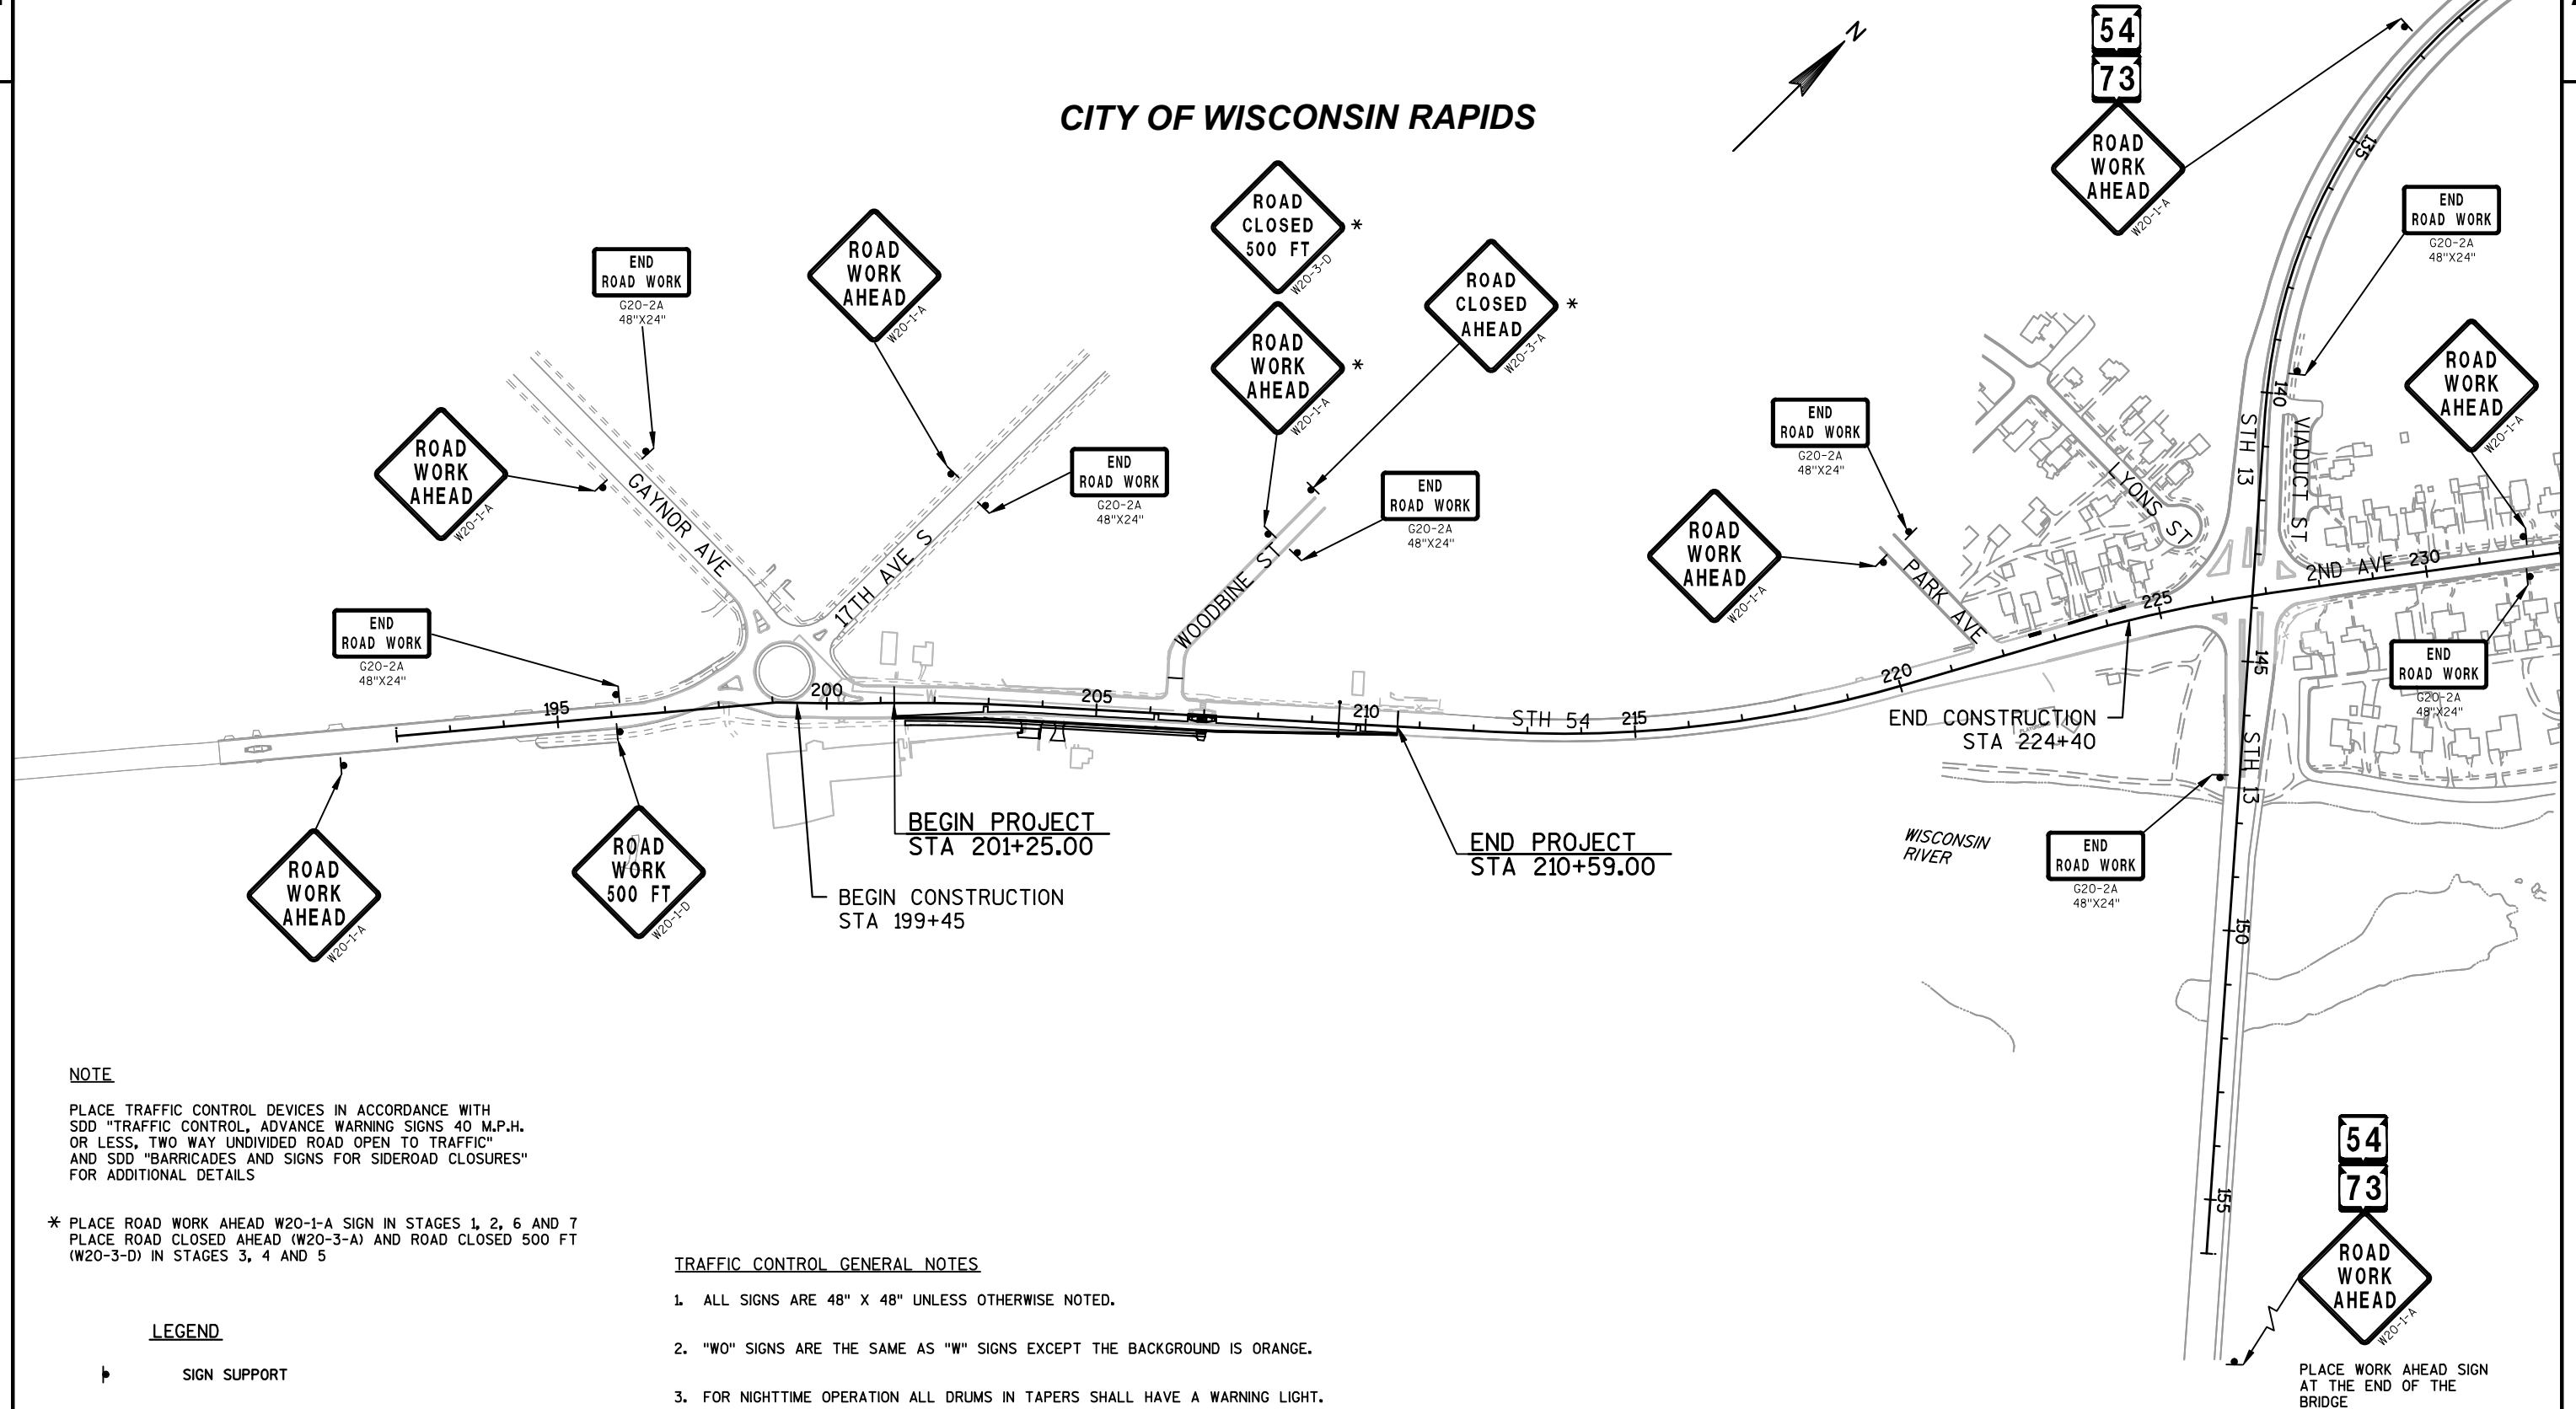 N
CITY OF WISCONSIN RAPIDS
54
73
ROAD
WORK
AHEAD
W20-1-A
135
END
ROAD WORK
G20-2A
48"X24"
ROAD
WORK
AHEAD
W20-1-A
END
ROAD WORK
G20-2A
48"X24"
ROAD
WORK
AHEAD
W20-1-A
ROAD
CLOSED
500 FT
W20-3-D
*
ROAD
WORK
AHEAD
W20-1-A
*
ROAD
CLOSED
AHEAD
W20-3-A
*
ROAD
WORK
AHEAD
W20-1-A
GAYNOR AVE
17TH AVE S
END
ROAD WORK
G20-2A
48"X24"
WOODBINE ST
END
ROAD WORK
G20-2A
48"X24"
END
ROAD WORK
G20-2A
48"X24"
ROAD
WORK
AHEAD
W20-1-A
PARK AVE
LYONS ST
STH 13
140
VIADUCT ST
2ND AVE
230
225
145
END
ROAD WORK
G20-2A
48"X24"
END
ROAD WORK
G20-2A
48"X24"
195
200
205
210
STH 54
215
220
END CONSTRUCTION
STA 224+40
STH 13
ROAD
WORK
AHEAD
W20-1-A
ROAD
WORK
500 FT
W20-1-D
BEGIN PROJECT
STA 201+25.00
BEGIN CONSTRUCTION
STA 199+45
END PROJECT
STA 210+59.00
WISCONSIN
RIVER
END
ROAD WORK
G20-2A
48"X24"
150
155
54
73
ROAD
WORK
AHEAD
W20-1-A
PLACE WORK AHEAD SIGN
AT THE END OF THE
BRIDGE
NOTE
PLACE TRAFFIC CONTROL DEVICES IN ACCORDANCE WITH
SDD "TRAFFIC CONTROL, ADVANCE WARNING SIGNS 40 M.P.H.
OR LESS, TWO WAY UNDIVIDED ROAD OPEN TO TRAFFIC"
AND SDD "BARRICADES AND SIGNS FOR SIDEROAD CLOSURES"
FOR ADDITIONAL DETAILS
* PLACE ROAD WORK AHEAD W20-1-A SIGN IN STAGES 1, 2, 6 AND 7
PLACE ROAD CLOSED AHEAD (W20-3-A) AND ROAD CLOSED 500 FT
(W20-3-D) IN STAGES 3, 4 AND 5
LEGEND
SIGN SUPPORT
TRAFFIC CONTROL GENERAL NOTES
1. ALL SIGNS ARE 48" X 48" UNLESS OTHERWISE NOTED.
2. "WO" SIGNS ARE THE SAME AS "W" SIGNS EXCEPT THE BACKGROUND IS ORANGE.
3. FOR NIGHTTIME OPERATION ALL DRUMS IN TAPERS SHALL HAVE A WARNING LIGHT.